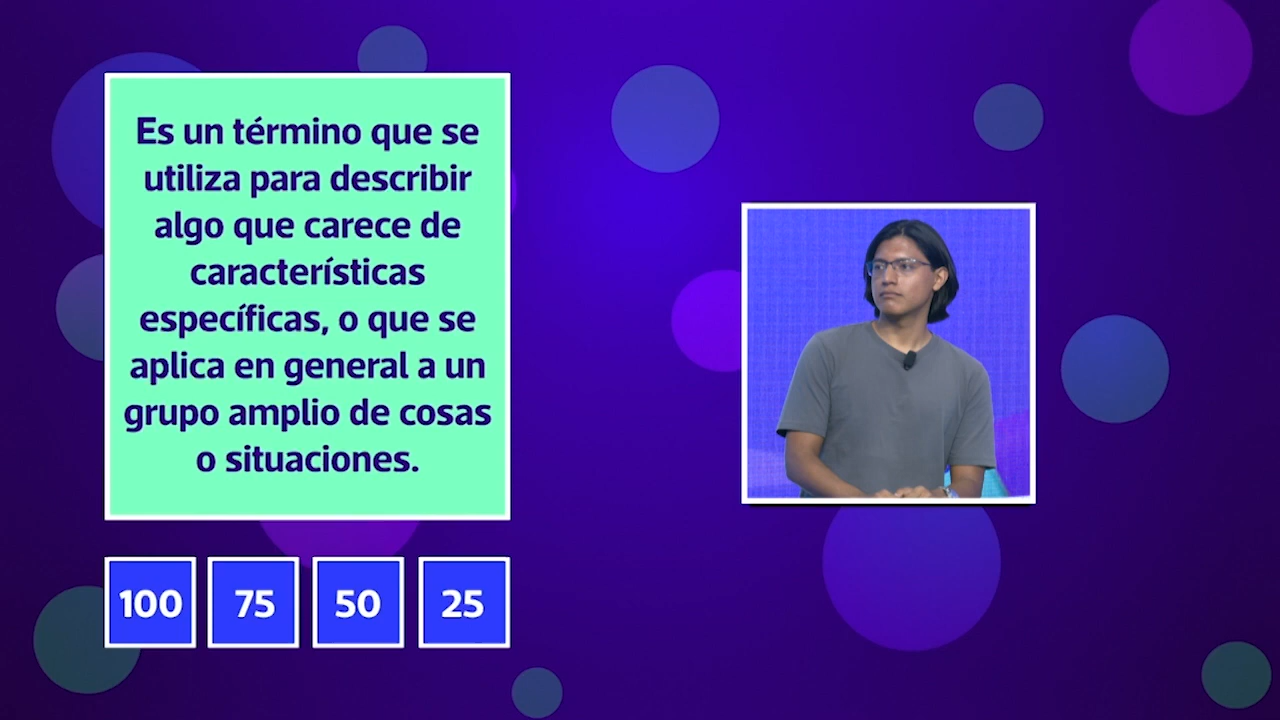 Es un término que se
utiliza para describir
algo que carece de
características
específicas, o que se
aplica en general a un
grupo amplio de cosas
o situaciones.
100 75 50 25